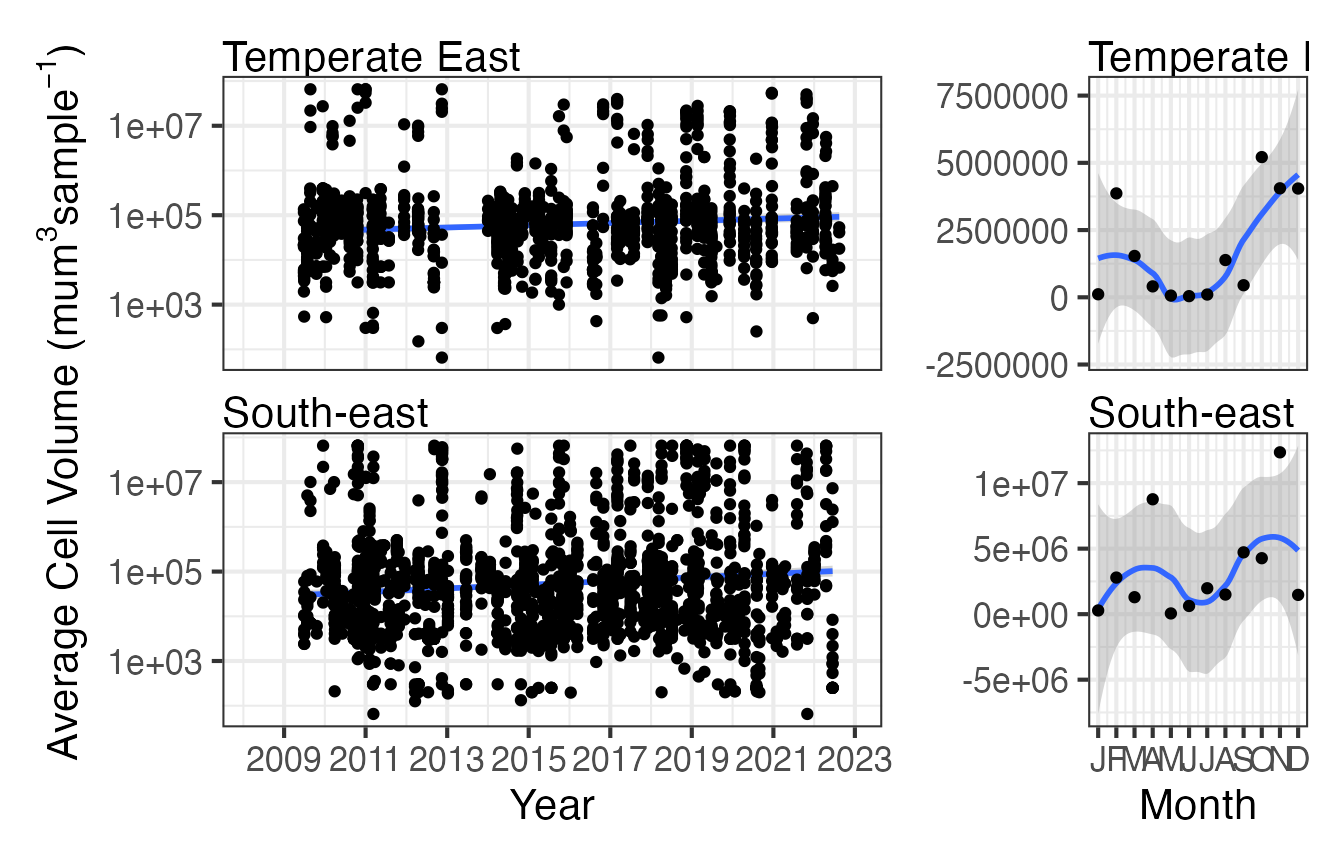 Average Cell Volume (mum³sample⁻¹)
Temperate East
1e+07
1e+05
1e+03
Temperate
7500000
5000000
2500000
0
-2500000
South-east
1e+07
1e+05
1e+03
2009 2011 2013 2015 2017 2019 2021 2023
Year
South-east
1e+07
5e+06
0e+00
-5e+06
J F M A M J J A S O N D
Month